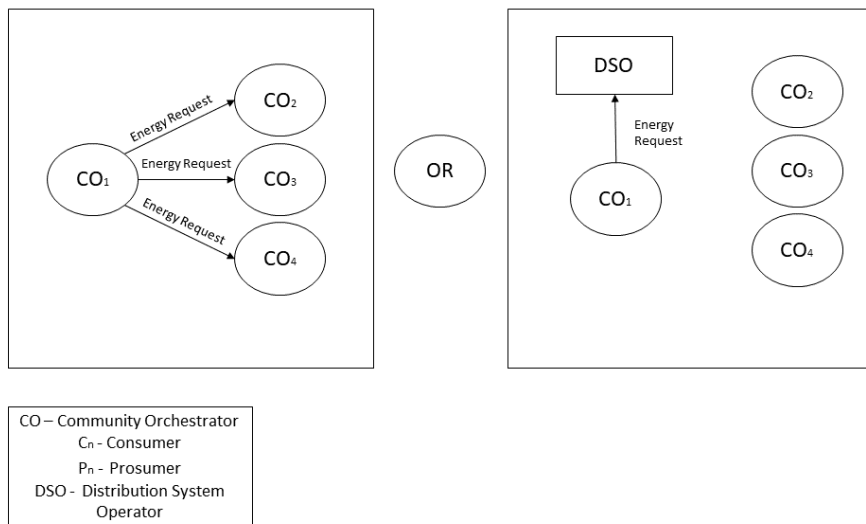 CO₂
Energy Request
CO₁
Energy Request
CO₃
Energy Request
CO₄
OR
DSO
CO₂
Energy
Request
CO₃
CO₁
CO₄
CO – Community Orchestrator
Cₙ - Consumer
Pₙ - Prosumer
DSO - Distribution System
Operator